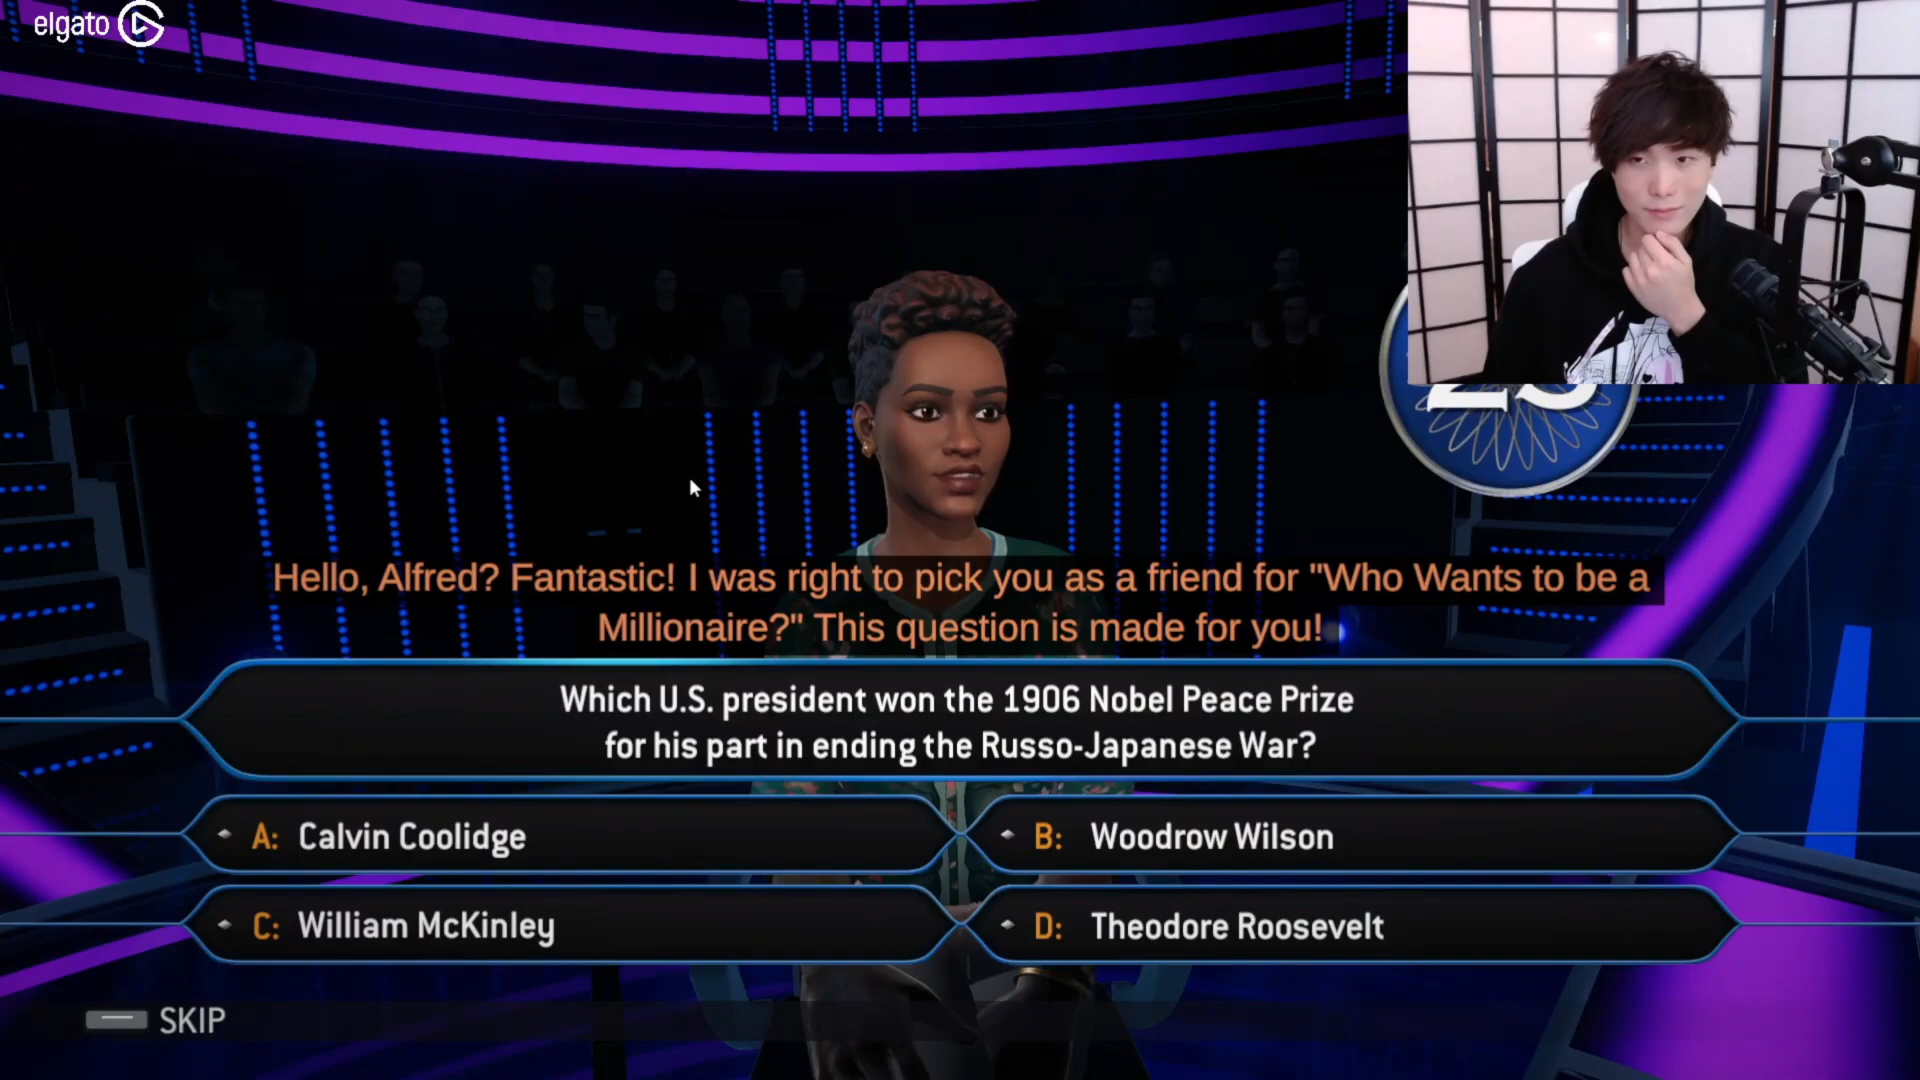 elgato
Hello, Alfred? Fantastic! I was right to pick you as a friend for "Who Wants to be a
Millionaire?" This question is made for you!
Which U.S. president won the 1906 Nobel Peace Prize
for his part in ending the Russo-Japanese War?
A: Calvin Coolidge
B: Woodrow Wilson
C: William McKinley
D: Theodore Roosevelt
SKIP